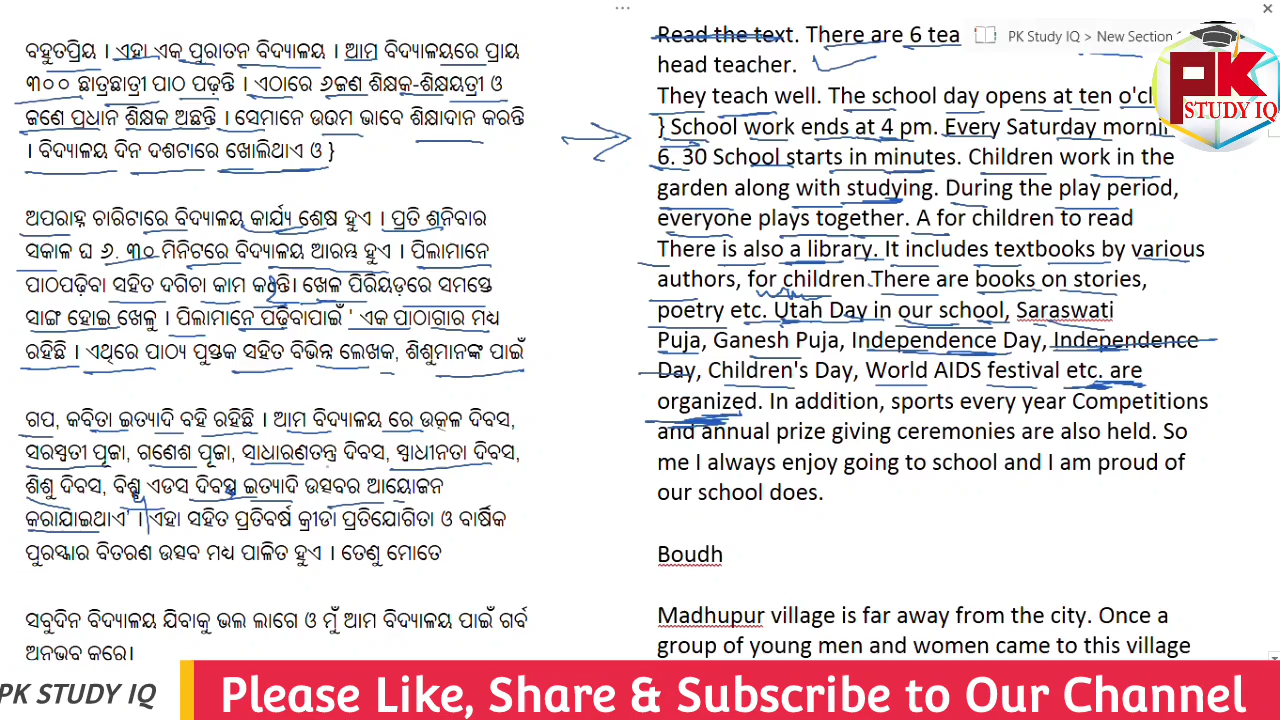 ବହୁତପ୍ରିୟ । ଏହା ଏକ ପୁରାତନ ବିଦ୍ୟାଳୟ । ଆମ ବିଦ୍ୟାଳୟରେ ପ୍ରାୟ
୩୦୦ ଛାତ୍ରଛାତ୍ରୀ ପାଠ ପଢ଼ନ୍ତି । ଏଠାରେ ୬ଜଣ ଶିକ୍ଷକ-ଶିକ୍ଷୟତ୍ରୀ ଓ
ଜଣେ ପ୍ରଧାନ ଶିକ୍ଷକ ଅଛନ୍ତି । ସେମାନେ ଉତ୍ତମ ଭାବେ ଶିକ୍ଷାଦାନ କରନ୍ତି
। ବିଦ୍ୟାଳୟ ଦିନ ଦଶଟାରେ ଖୋଲିଥାଏ ଓ }
ଅପରାହ୍ନ ଚାରିଟାରେ ବିଦ୍ୟାଳୟ କାର୍ଯ୍ୟ ଶେଷ ହୁଏ । ପ୍ରତି ଶନିବାର
ସକାଳ ଘ ୬. ୩୦ ମିନିଟରେ ବିଦ୍ୟାଳୟ ଆରମ୍ଭ ହୁଏ । ପିଲାମାନେ
ପାଠପଢ଼ିବା ସହିତ ଦଗିଚା କାମ କରନ୍ତି। ଖେଳ ପିରିୟଡ଼ରେ ସମସ୍ତେ
ସାଙ୍ଗ ହୋଇ ଖେଳୁ । ପିଲାମାନେ ପଢ଼ିବାପାଇଁ ' ଏକ ପାଠାଗାର ମଧ୍ୟ
ରହିଛି । ଏଥିରେ ପାଠ୍ୟ ପୁସ୍ତକ ସହିତ ବିଭିନ୍ନ ଲେଖକ, ଶିଶୁମାନଙ୍କ ପାଇଁ
ଗପ, କବିତା ଇତ୍ୟାଦି ବହି ରହିଛି । ଆମ ବିଦ୍ୟାଳୟ ରେ ଉତ୍କଳ ଦିବସ,
ସରସ୍ଵତୀ ପୂଜା, ଗଣେଶ ପୂଜା, ସାଧାରଣତନ୍ତ୍ର ଦିବସ, ସ୍ଵାଧୀନତା ଦିବସ,
ଶିଶୁ ଦିବସ, ବିଶ୍ଵ ଏଡସ ଦିବସ ଇତ୍ୟାଦି ଉତ୍ସବର ଆୟୋଜନ
କରାଯାଇଥାଏ' । ଏହା ସହିତ ପ୍ରତିବର୍ଷ କ୍ରୀଡା ପ୍ରତିଯୋଗିତା ଓ ବାର୍ଷିକ
ପୁରସ୍କାର ବିତରଣ ଉତ୍ସବ ମଧ୍ୟ ପାଳିତ ହୁଏ । ତେଣୁ ମୋତେ
ସବୁଦିନ ବିଦ୍ୟାଳୟ ଯିବାକୁ ଭଲ ଲାଗେ ଓ ମୁଁ ଆମ ବିଦ୍ୟାଳୟ ପାଇଁ ଗର୍ବ
ଅନୁଭବ କରେ।
Read the text. There are 6 tea
head teacher.
They teach well. The school day opens at ten o'cl
} School work ends at 4 pm. Every Saturday mornin
6. 30 School starts in minutes. Children work in the
garden along with studying. During the play period,
everyone plays together. A for children to read
There is also a library. It includes textbooks by various
authors, for children.There are books on stories,
poetry etc. Utah Day in our school, Saraswati
Puja, Ganesh Puja, Independence Day, Independence
Day, Children's Day, World AIDS festival etc. are
organized. In addition, sports every year Competitions
and annual prize giving ceremonies are also held. So
me I always enjoy going to school and I am proud of
our school does.
Boudh
Madhupur village is far away from the city. Once a
group of young men and women came to this village
PK Study IQ > New Section
PK
STUDY IQ
PK STUDY IQ
Please Like, Share & Subscribe to Our Channel